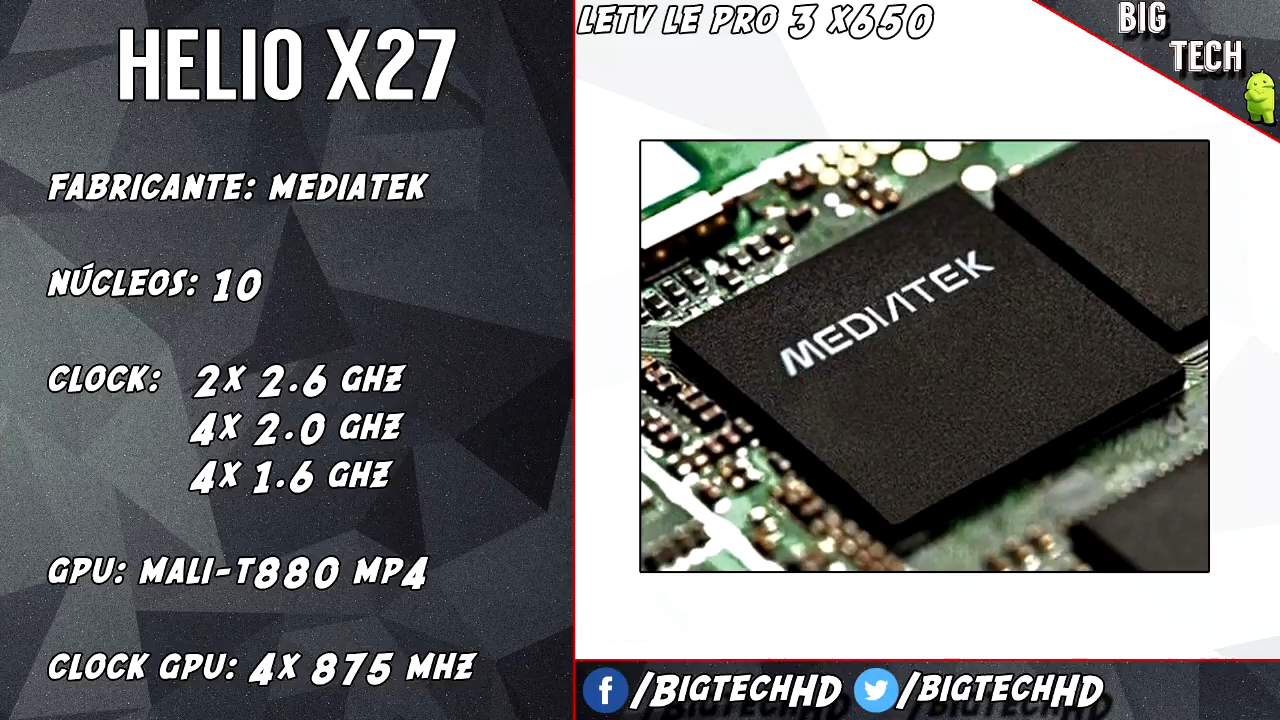 HELIO X27
FABRICANTE: MEDIATEK
NÚCLEOS: 10
CLOCK: 2X 2.6 GHZ
4X 2.0 GHZ
4X 1.6 GHZ
GPU: MALI-T880 MP4
CLOCK GPU: 4X 875 MHZ
LETV LE PRO 3 X650
BIG
TECH
MEDIATEK
f /BIGTECHHD /BIGTECHHD